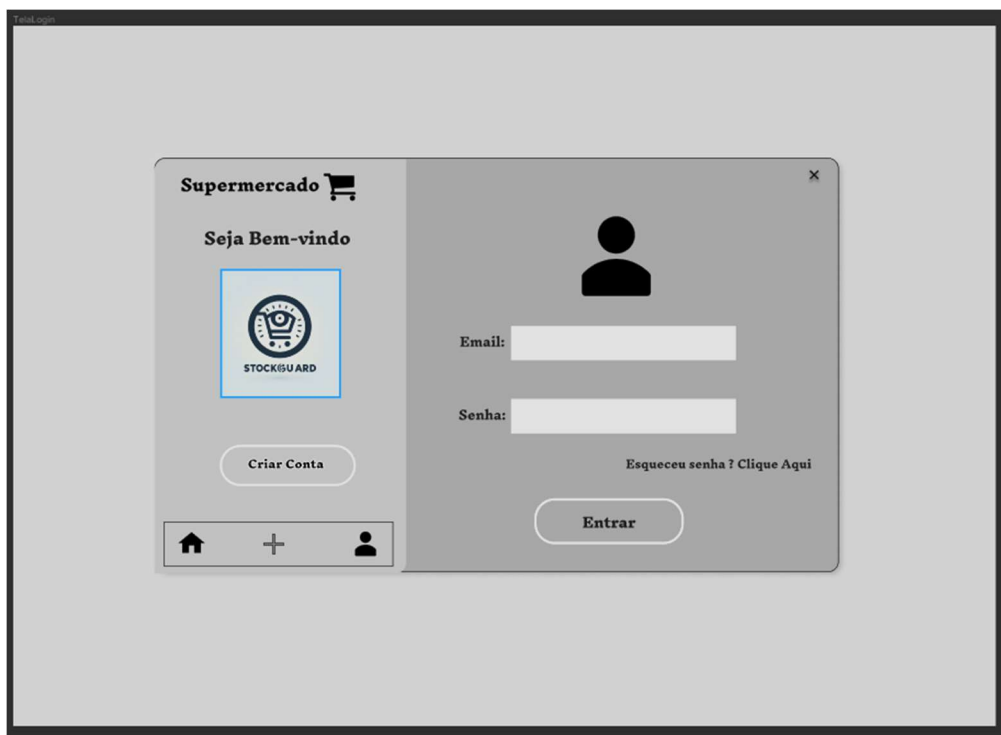 TelaLogin
Supermercado
Seja Bem-vindo
STOCKGUARD
Criar Conta
Email:
Senha:
Esqueceu senha ? Clique Aqui
Entrar